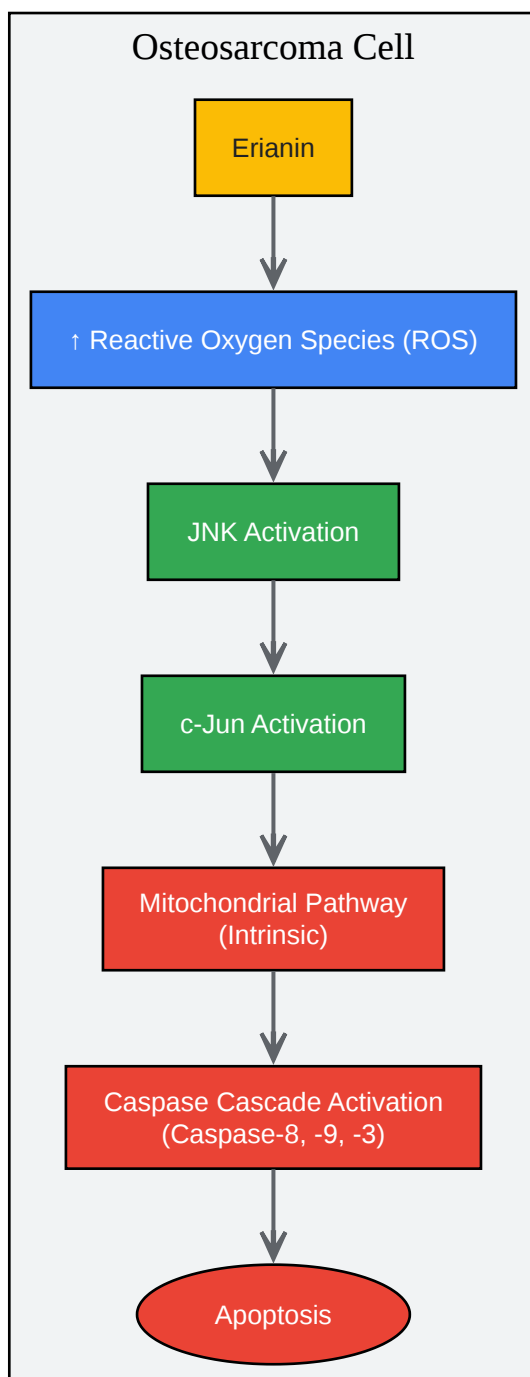 Osteosarcoma Cell
Erianin
↑ Reactive Oxygen Species (ROS)
JNK Activation
c-Jun Activation
Mitochondrial Pathway
(Intrinsic)
Caspase Cascade Activation
(Caspase-8, -9, -3)
Apoptosis